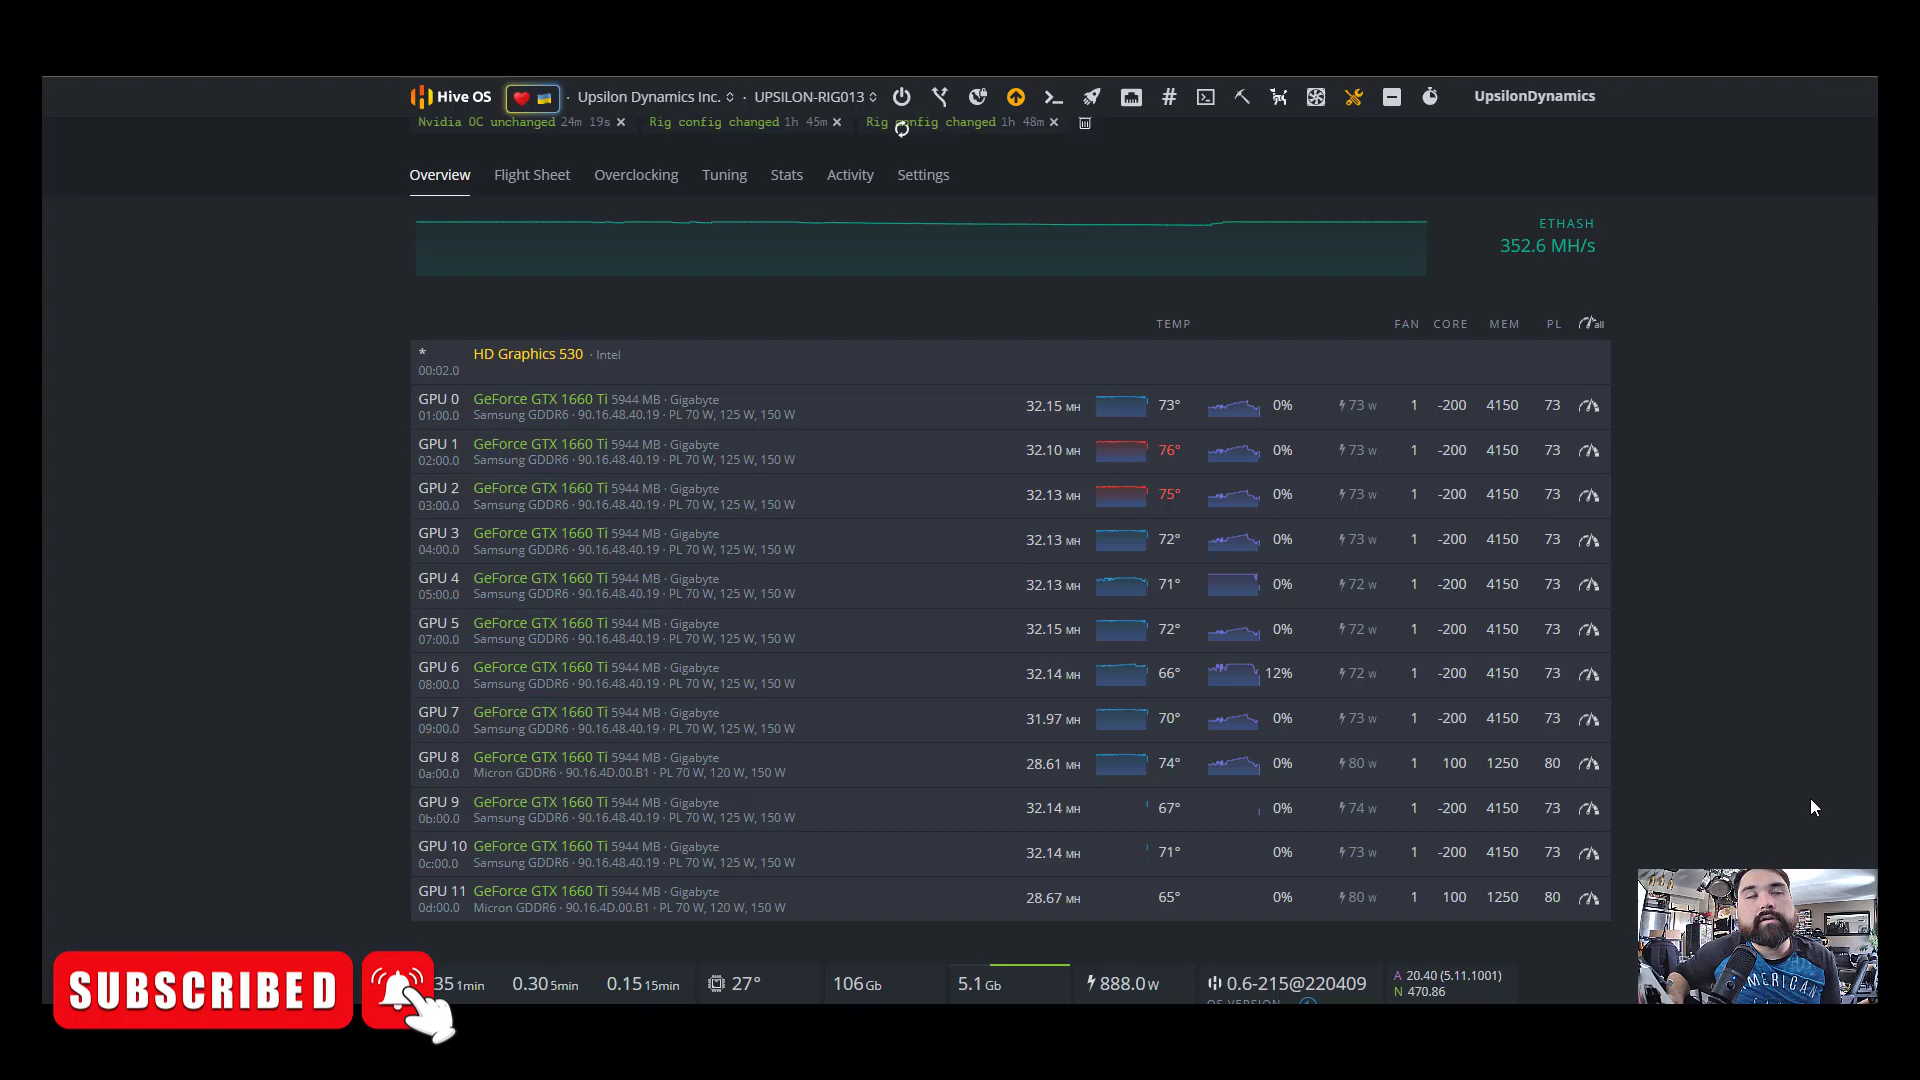 Hive OS · Upsilon Dynamics Inc. · UPSILON-RIG013 UpsilonDynamics
Nvidia OC unchanged 24m 19s × Rig config changed 1h 45m × Rig config changed 1h 48m ×
Overview Flight Sheet Overclocking Tuning Stats Activity Settings
ETHASH
352.6 MH/s
TEMP FAN CORE MEM PL all
* HD Graphics 530 · Intel
00:02.0
GPU 0 GeForce GTX 1660 Ti 5944 MB · Gigabyte 32.15 MH 73° 0% 73 W 1 -200 4150 73
01:00.0 Samsung GDDR6 · 90.16.48.40.19 · PL 70 W, 125 W, 150 W
GPU 1 GeForce GTX 1660 Ti 5944 MB · Gigabyte 32.10 MH 76° 0% 73 W 1 -200 4150 73
02:00.0 Samsung GDDR6 · 90.16.48.40.19 · PL 70 W, 125 W, 150 W
GPU 2 GeForce GTX 1660 Ti 5944 MB · Gigabyte 32.13 MH 75° 0% 73 W 1 -200 4150 73
03:00.0 Samsung GDDR6 · 90.16.48.40.19 · PL 70 W, 125 W, 150 W
GPU 3 GeForce GTX 1660 Ti 5944 MB · Gigabyte 32.13 MH 72° 0% 73 W 1 -200 4150 73
04:00.0 Samsung GDDR6 · 90.16.48.40.19 · PL 70 W, 125 W, 150 W
GPU 4 GeForce GTX 1660 Ti 5944 MB · Gigabyte 32.13 MH 71° 0% 72 W 1 -200 4150 73
05:00.0 Samsung GDDR6 · 90.16.48.40.19 · PL 70 W, 125 W, 150 W
GPU 5 GeForce GTX 1660 Ti 5944 MB · Gigabyte 32.15 MH 72° 0% 72 W 1 -200 4150 73
07:00.0 Samsung GDDR6 · 90.16.48.40.19 · PL 70 W, 125 W, 150 W
GPU 6 GeForce GTX 1660 Ti 5944 MB · Gigabyte 32.14 MH 66° 12% 72 W 1 -200 4150 73
08:00.0 Samsung GDDR6 · 90.16.48.40.19 · PL 70 W, 125 W, 150 W
GPU 7 GeForce GTX 1660 Ti 5944 MB · Gigabyte 31.97 MH 70° 0% 73 W 1 -200 4150 73
09:00.0 Samsung GDDR6 · 90.16.48.40.19 · PL 70 W, 125 W, 150 W
GPU 8 GeForce GTX 1660 Ti 5944 MB · Gigabyte 28.61 MH 74° 0% 80 W 1 100 1250 80
0a:00.0 Micron GDDR6 · 90.16.4D.00.B1 · PL 70 W, 120 W, 150 W
GPU 9 GeForce GTX 1660 Ti 5944 MB · Gigabyte 32.14 MH 67° 0% 74 W 1 -200 4150 73
0b:00.0 Samsung GDDR6 · 90.16.48.40.19 · PL 70 W, 125 W, 150 W
GPU 10 GeForce GTX 1660 Ti 5944 MB · Gigabyte 32.14 MH 71° 0% 73 W 1 -200 4150 73
0c:00.0 Samsung GDDR6 · 90.16.48.40.19 · PL 70 W, 125 W, 150 W
GPU 11 GeForce GTX 1660 Ti 5944 MB · Gigabyte 28.67 MH 65° 0% 80 W 1 100 1250 80
0d:00.0 Micron GDDR6 · 90.16.4D.00.B1 · PL 70 W, 120 W, 150 W
SUBSCRIBED
35 1min 0.30 5min 0.15 15min 27° 106Gb 5.1 Gb 888.0 W 0.6-215@220409 A 20.40 (5.11.1001)
OS VERSION N 470.86
AMERICAN